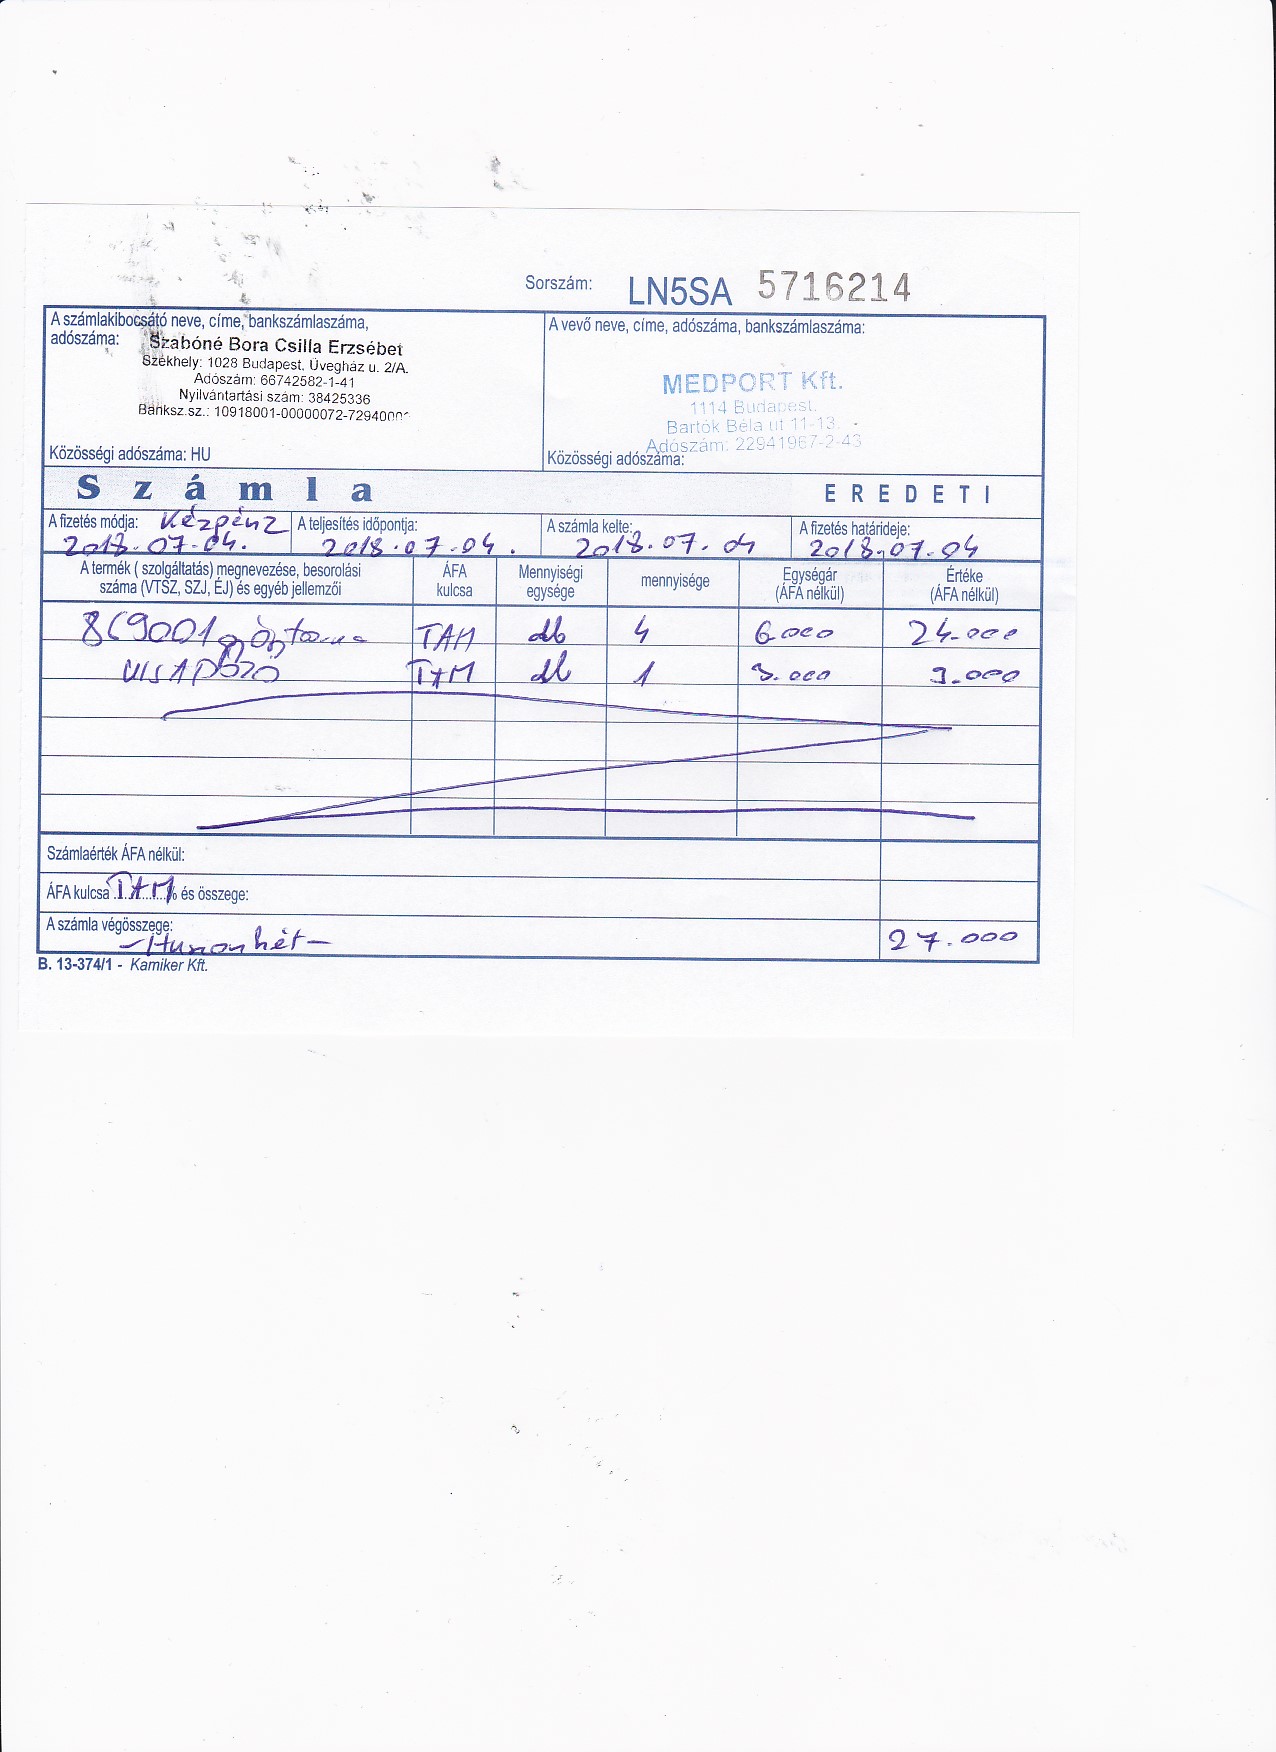 Sorszám: LN5SA 5716214
A számlakibocsátó neve, címe, bankszámlaszáma,
adószáma:
Szabóné Bora Csilla Erzsébet
Székhely: 1028 Budapest, Üvegház u. 2/A.
Adószám: 66742582-1-41
Nyilvántartási szám: 38425336
Banksz.sz.: 10918001-00000072-7294000
Közösségi adószáma: HU
A vevő neve, címe, adószáma, bankszámlaszáma:
MEDPORT Kft.
1114 Budapest,
Bartók Béla út 11-13.
Adószám: 22941967-2-43
Közösségi adószáma:
Számla EREDETI
A fizetés módja: Készpénz
2018.07.04.
A teljesítés időpontja:
2018.07.04.
A számla kelte:
2018.07.04
A fizetés határideje:
2018.07.04
A termék ( szolgáltatás) megnevezése, besorolási
száma (VTSZ, SZJ, ÉJ) és egyéb jellemzői
ÁFA
kulcsa
Mennyiségi
egysége
mennyisége
Egységár
(ÁFA nélkül)
Értéke
(ÁFA nélkül)
869001 TAM db 4 6.000 24.000
TAM db 1 3.000 3.000
Számlaérték ÁFA nélkül:
ÁFA kulcsa TAM % és összege:
A számla végösszege: 27.000
B. 13-374/1 - Kamiker Kft.